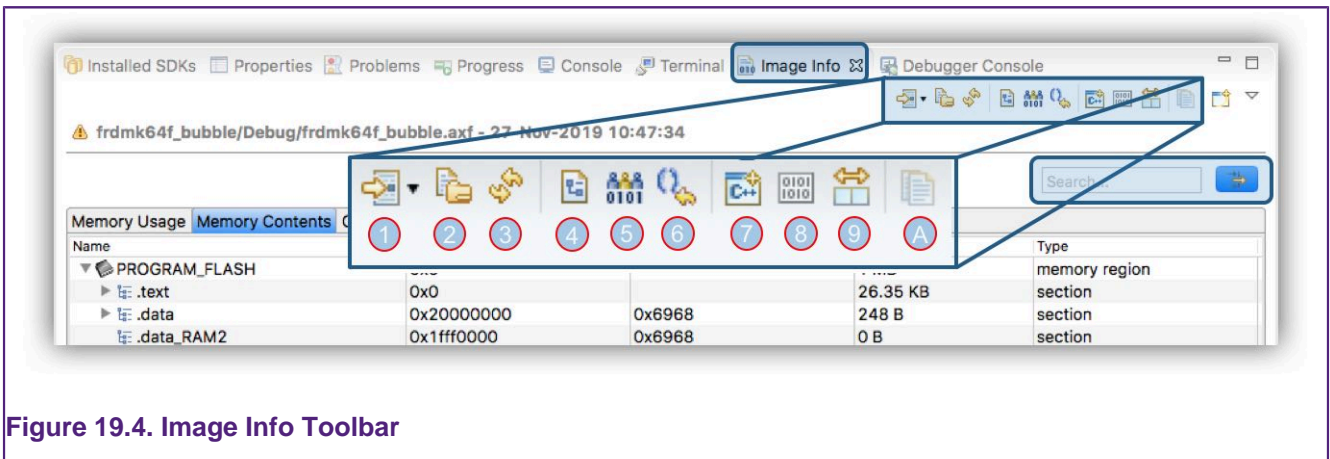 Installed SDKs Properties Problems Progress Console Terminal Image Info Debugger Console
frdmk64f_bubble/Debug/frdmk64f_bubble.axf - 27-Nov-2019 10:47:34
Search...
C++ 0101 1010
0101
1 2 3 4 5 6 7 8 9 A
Memory Usage Memory Contents
Name Type
PROGRAM_FLASH memory region
.text 0x0 26.35 KB section
.data 0x20000000 0x6968 248 B section
.data_RAM2 0x1fff0000 0x6968 0 B section
Figure 19.4. Image Info Toolbar